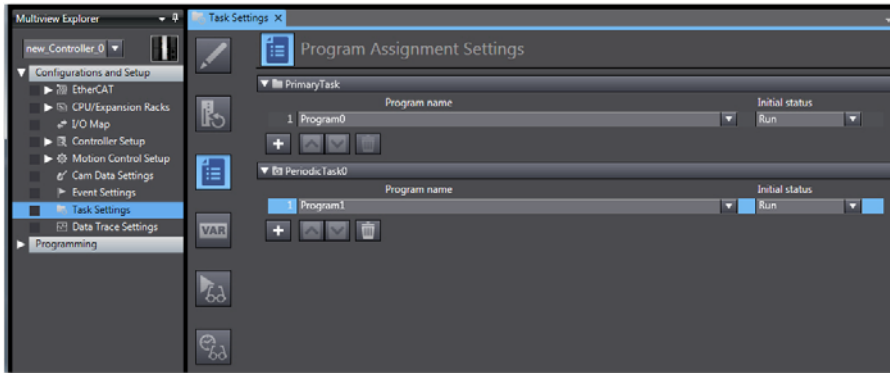 Multiview Explorer
Task Settings
new_Controller_0
Program Assignment Settings
Configurations and Setup
EtherCAT
CPU/Expansion Racks
I/O Map
Controller Setup
Motion Control Setup
Cam Data Settings
Event Settings
Task Settings
Data Trace Settings
Programming
VAR
PrimaryTask
Program name Initial status
1 Program0 Run
PeriodicTask0
Program name Initial status
1 Program1 Run